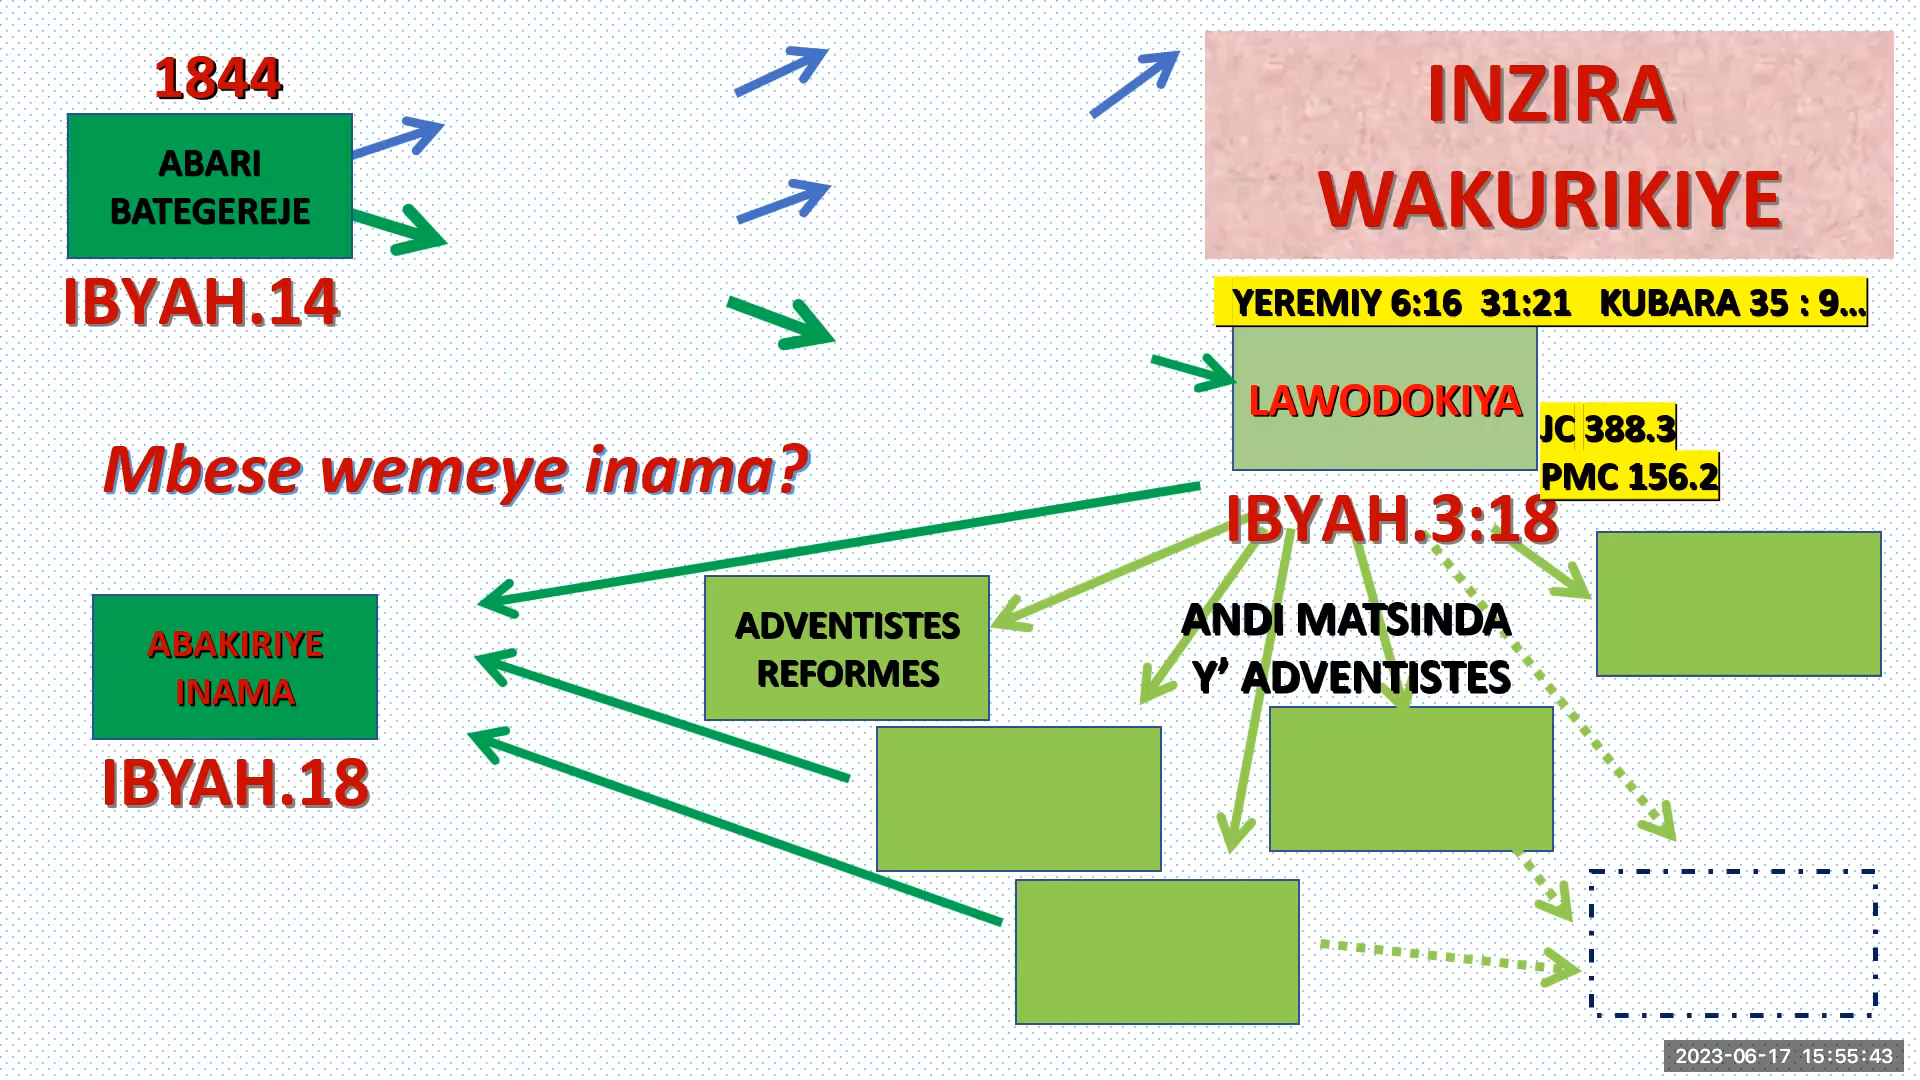 1844
ABARI
BATEGEREJE
IBYAH.14
INZIRA
WAKURIKIYE
YEREMIY 6:16 31:21 KUBARA 35 : 9...
LAWODOKIYA
JC 388.3
PMC 156.2
IBYAH.3:18
Mbese wemeye inama?
ABAKIRIYE
INAMA
IBYAH.18
ADVENTISTES
REFORMES
ANDI MATSINDA
Y’ ADVENTISTES
2023-06-17 15:55:43